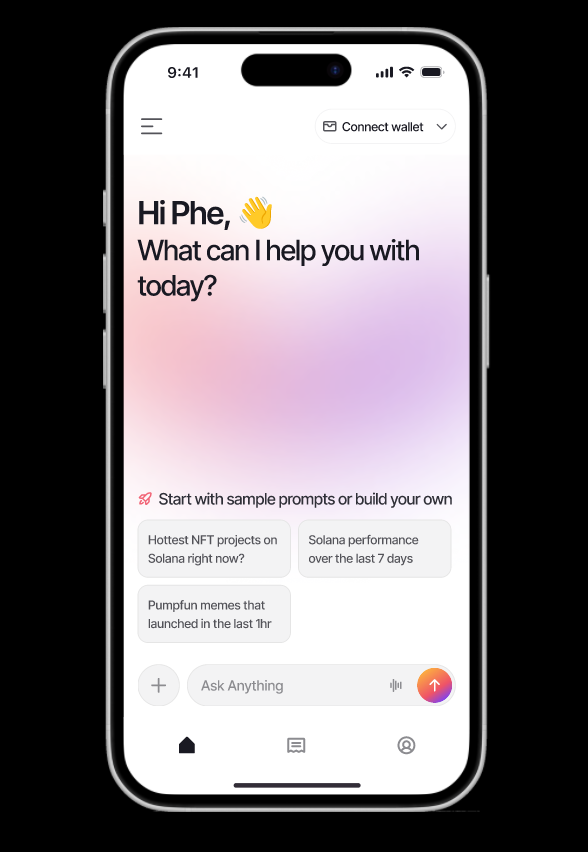 9:41
Connect wallet
Hi Phe, 👋
What can I help you with
today?
Start with sample prompts or build your own
Hottest NFT projects on
Solana right now?
Solana performance
over the last 7 days
Pumpfun memes that
launched in the last 1hr
Ask Anything